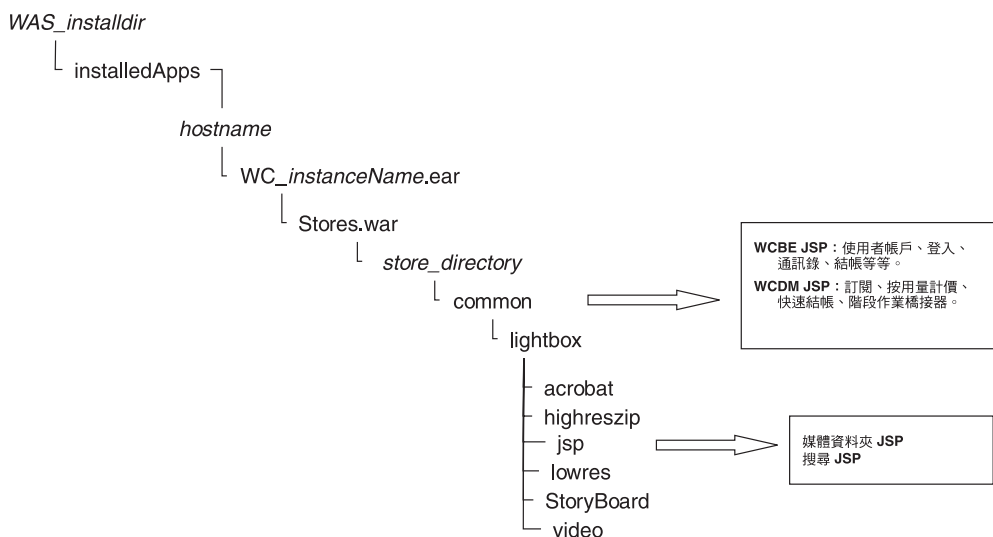 WAS_installdir
installedApps
hostname
WC_instanceName.ear
Stores.war
store_directory
common
WCBE JSP：使用者帳戶、登入、
通訊錄、結帳等等。
WCDM JSP：訂閱、按用量計價、
快速結帳、階段作業橋接器。
lightbox
acrobat
highreszip
jsp
lowres
StoryBoard
video
媒體資料夾 JSP
搜尋 JSP